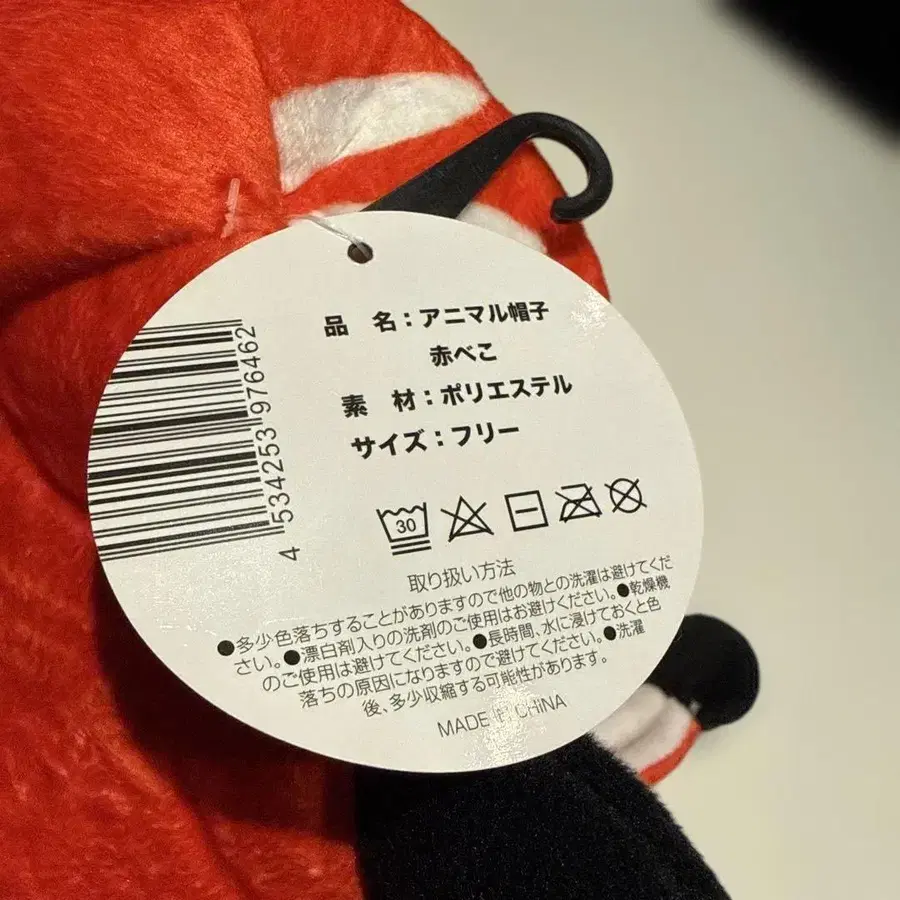 品 名：アニマル帽子
赤べこ
素 材：ポリエステル
サイズ：フリー
4 534253 976462
30
取り扱い方法
●多少色落ちすることがありますので他の物との洗濯は避けてくだ
さい。●漂白剤入りの洗剤のご使用はお避けください。●乾燥機
のご使用は避けてください。●長時間、水に浸けておくと色
落ちの原因になりますので避けてください。●洗濯
後、多少収縮する可能性があります。
MADE IN CHINA